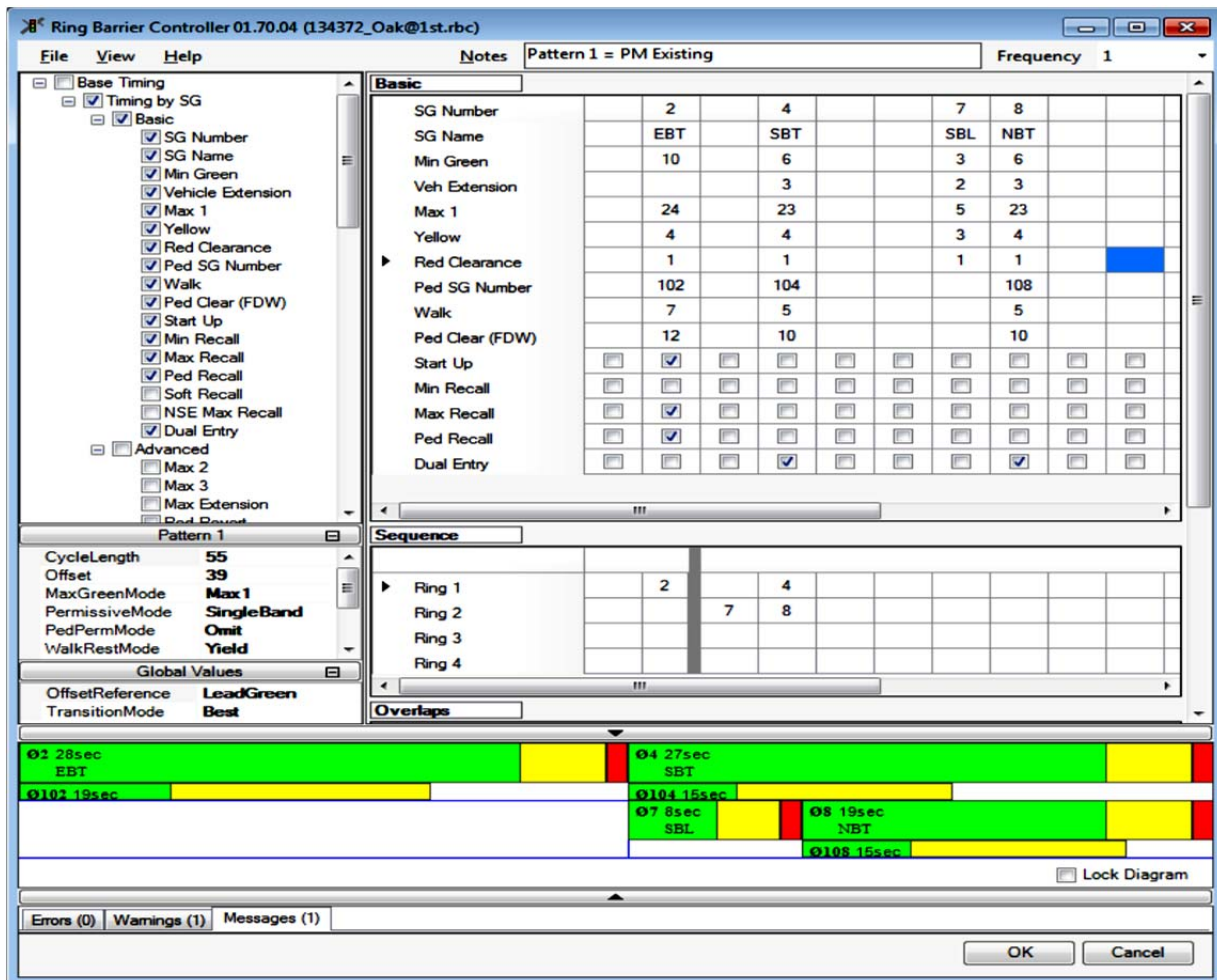 Ring Barrier Controller 01.70.04 (134372_Oak@1st.rbc)
File View Help Notes Pattern 1 = PM Existing Frequency 1
Base Timing
Timing by SG
Basic
SG Number
SG Name
Min Green
Vehicle Extension
Max 1
Yellow
Red Clearance
Ped SG Number
Walk
Ped Clear (FDW)
Start Up
Min Recall
Max Recall
Ped Recall
Soft Recall
NSE Max Recall
Dual Entry
Advanced
Max 2
Max 3
Max Extension
Pattern 1
CycleLength 55
Offset 39
MaxGreenMode Max1
PermissiveMode SingleBand
PedPermMode Omit
WalkRestMode Yield
Global Values
OffsetReference LeadGreen
TransitionMode Best
Basic
SG Number 2 4 7 8
SG Name EBT SBT SBL NBT
Min Green 10 6 3 6
Veh Extension 3 2 3
Max 1 24 23 5 23
Yellow 4 4 3 4
Red Clearance 1 1 1 1
Ped SG Number 102 104 108
Walk 7 5 5
Ped Clear (FDW) 12 10 10
Start Up
Min Recall
Max Recall
Ped Recall
Dual Entry
Sequence
Ring 1 2 4
Ring 2 7 8
Ring 3
Ring 4
Overlaps
Ø2 28sec
EBT
Ø102 19sec
Ø4 27sec
SBT
Ø104 15sec
Ø7 8sec
SBL
Ø8 19sec
NBT
Ø108 15sec
Lock Diagram
Errors (0) Warnings (1) Messages (1)
OK Cancel